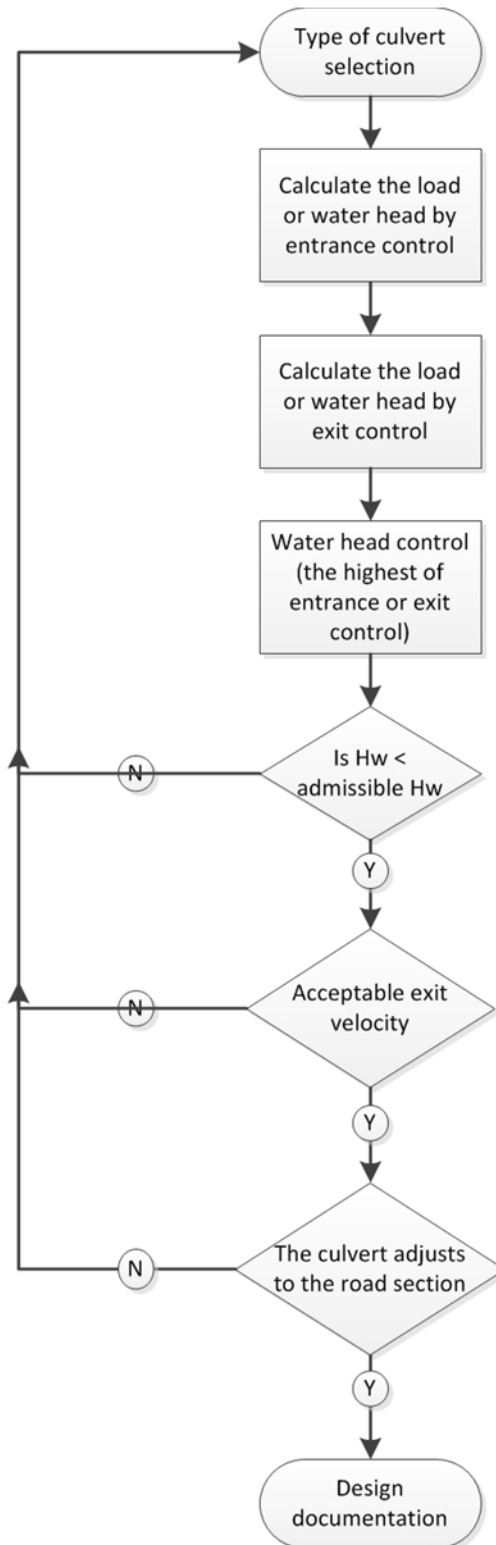 Type of culvert
selection
Calculate the load
or water head by
entrance control
Calculate the load
or water head by
exit control
Water head control
(the highest of
entrance or exit
control)
Is Hw <
admissible Hw
N
Y
Acceptable exit
velocity
N
Y
The culvert adjusts
to the road section
N
Y
Design
documentation